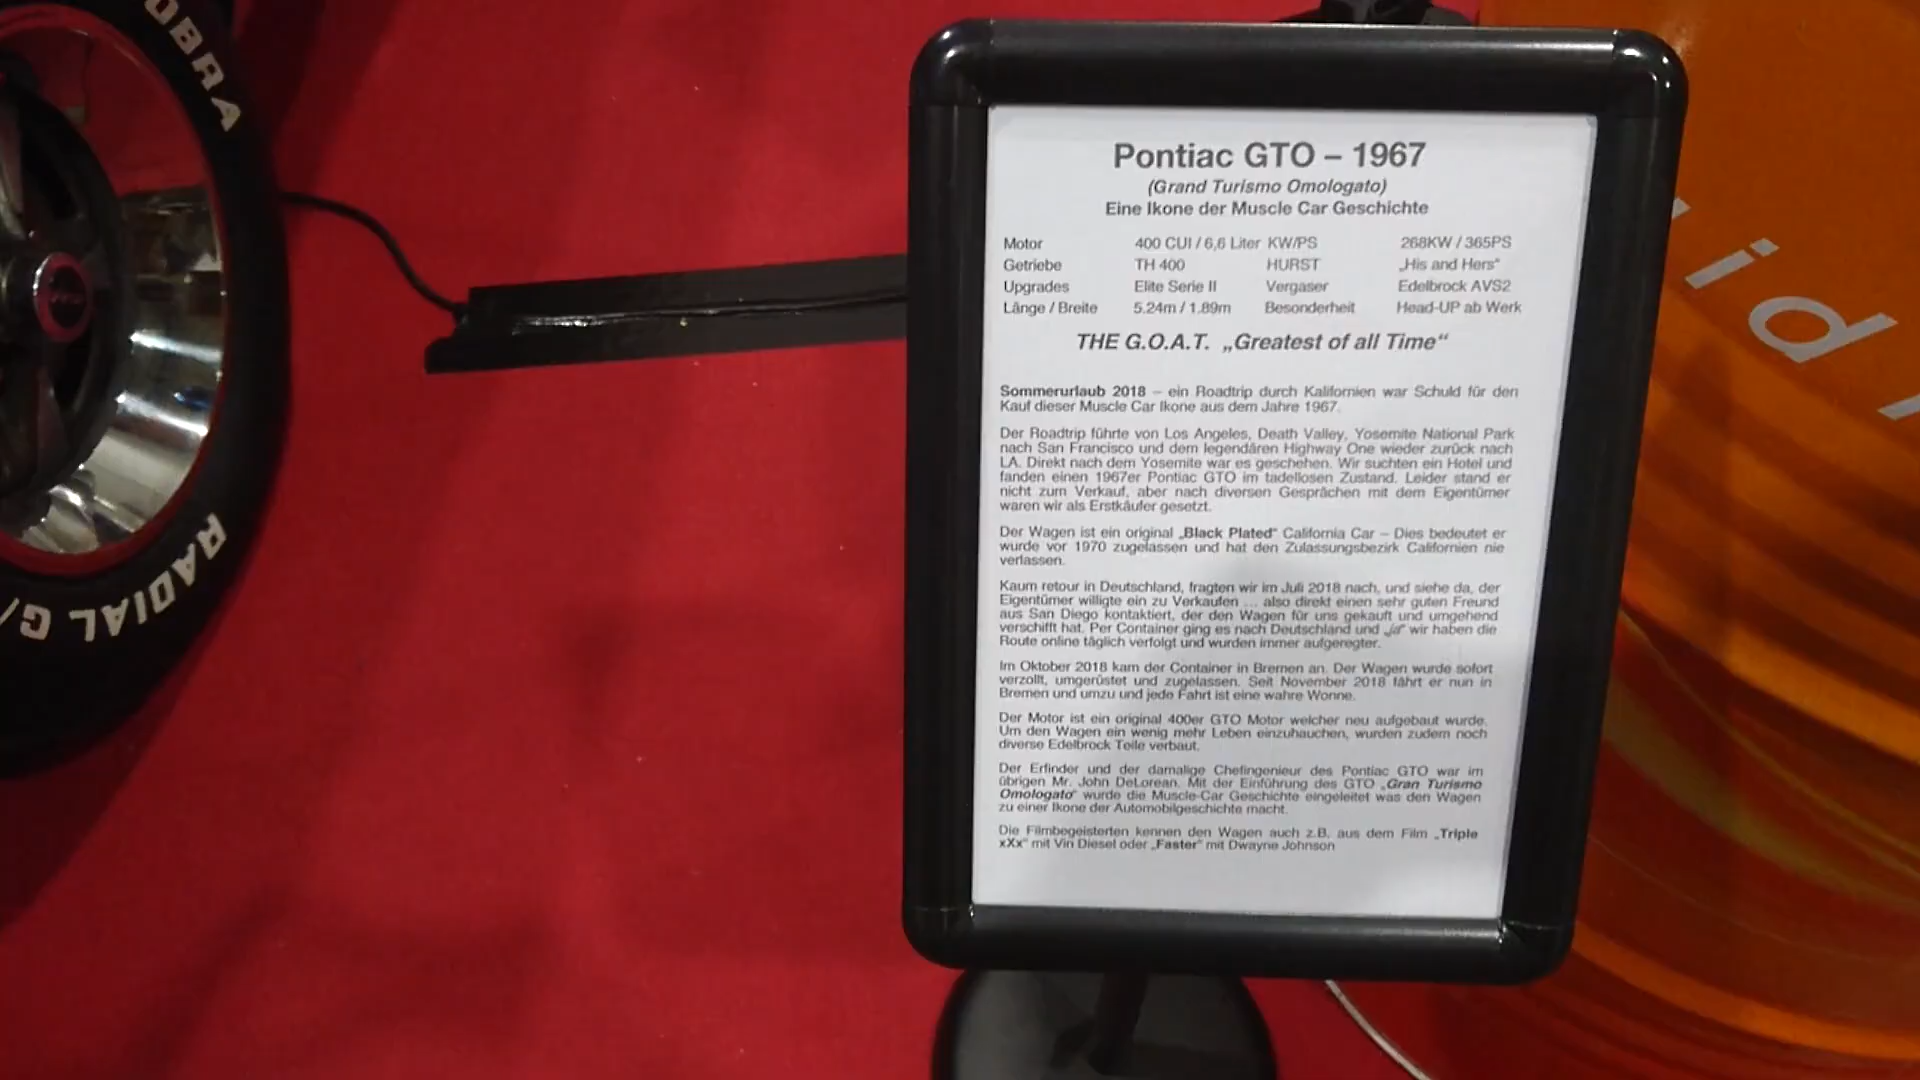 OBRA
RADIAL G/
Pontiac GTO – 1967
(Grand Turismo Omologato)
Eine Ikone der Muscle Car Geschichte
Motor 400 CUI / 6,6 Liter KW/PS 268KW / 365PS
Getriebe TH 400 HURST „His and Hers“
Upgrades Elite Serie II Vergaser Edelbrock AVS2
Länge / Breite 5.24m / 1.89m Besonderheit Head-UP ab Werk
THE G.O.A.T. „Greatest of all Time“
Sommerurlaub 2018 – ein Roadtrip durch Kalifornien war Schuld für den
Kauf dieser Muscle Car Ikone aus dem Jahre 1967.
Der Roadtrip führte von Los Angeles, Death Valley, Yosemite National Park
nach San Francisco und dem legendären Highway One wieder zurück nach
LA. Direkt nach dem Yosemite war es geschehen. Wir suchten ein Hotel und
fanden einen 1967er Pontiac GTO im tadellosen Zustand. Leider stand er
nicht zum Verkauf, aber nach diversen Gesprächen mit dem Eigentümer
waren wir als Erstkäufer gesetzt.
Der Wagen ist ein original „Black Plated“ California Car – Dies bedeutet er
wurde vor 1970 zugelassen und hat den Zulassungsbezirk Californien nie
verlassen.
Kaum retour in Deutschland, fragten wir im Juli 2018 nach, und siehe da, der
Eigentümer willigte ein zu Verkaufen ... also direkt einen sehr guten Freund
aus San Diego kontaktiert, der den Wagen für uns gekauft und umgehend
verschifft hat. Per Container ging es nach Deutschland und „ja“ wir haben die
Route online täglich verfolgt und wurden immer aufgeregter.
Im Oktober 2018 kam der Container in Bremen an. Der Wagen wurde sofort
verzollt, umgerüstet und zugelassen. Seit November 2018 fährt er nun in
Bremen und umzu und jede Fahrt ist eine wahre Wonne.
Der Motor ist ein original 400er GTO Motor welcher neu aufgebaut wurde.
Um den Wagen ein wenig mehr Leben einzuhauchen, wurden zudem noch
diverse Edelbrock Teile verbaut.
Der Erfinder und der damalige Chefingenieur des Pontiac GTO war im
übrigen Mr. John DeLorean. Mit der Einführung des GTO „Gran Turismo
Omologato“ wurde die Muscle-Car Geschichte eingeleitet was den Wagen
zu einer Ikone der Automobilgeschichte macht.
Die Filmbegeisterten kennen den Wagen auch z.B. aus dem Film „Triple
xXx“ mit Vin Diesel oder „Faster“ mit Dwayne Johnson